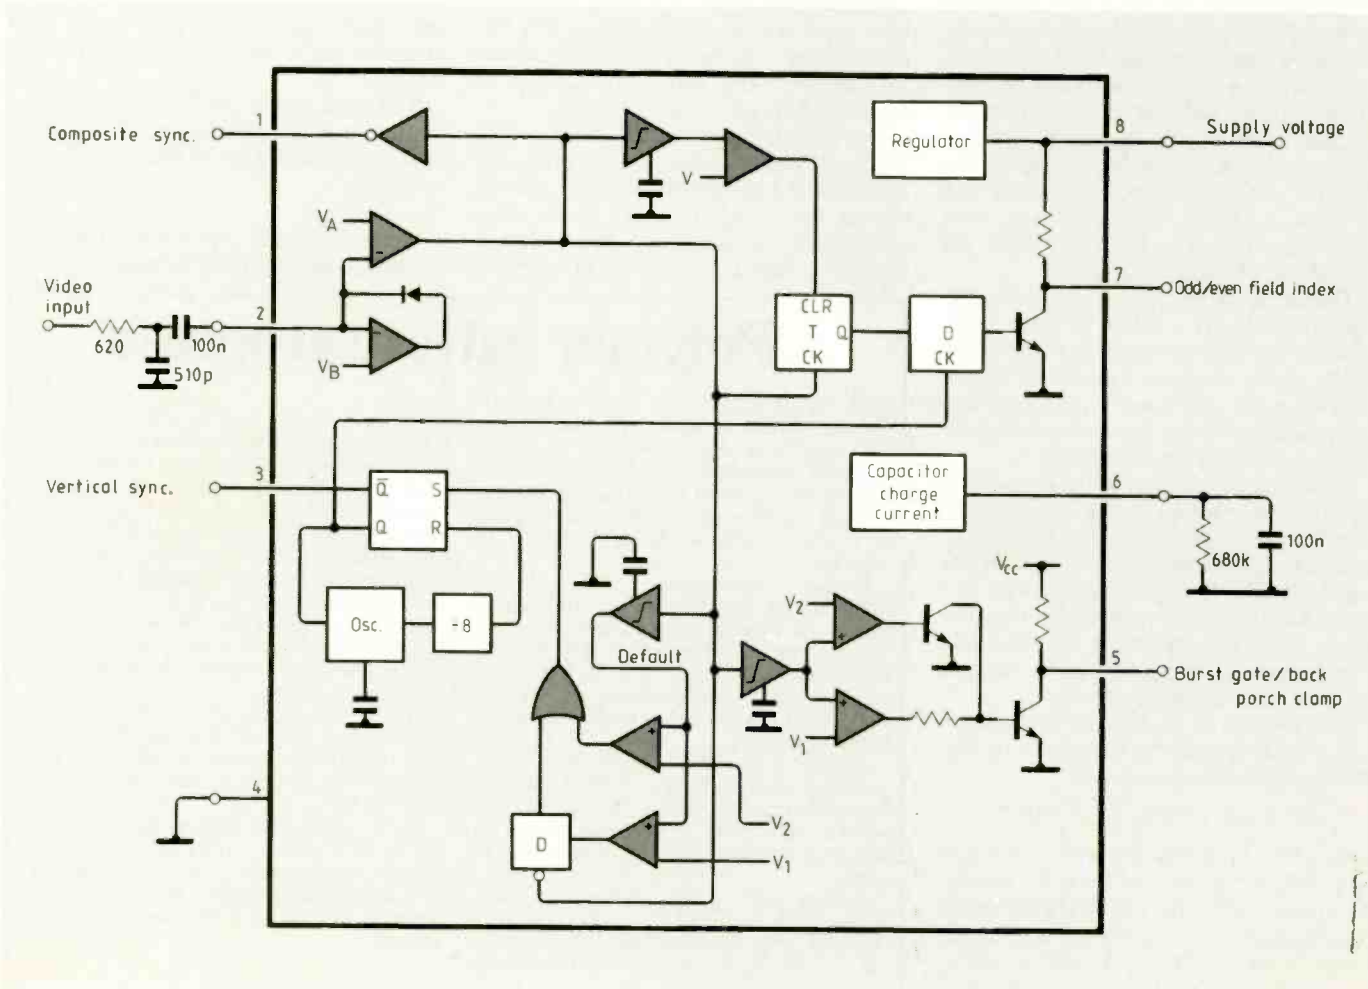 Composite sync.
1
V
Regulator
8
Supply voltage
VA
7
Odd/even field index
Video
input
620
100n
510p
2
VB
CLR
T Q
CK
D
CK
Vertical sync.
3
Q̅ S
Q R
Capacitor
charge
current
6
680k
100n
Osc.
-8
Default
Vcc
V2
V1
5
Burst gate/back
porch clamp
4
D
V2
V1